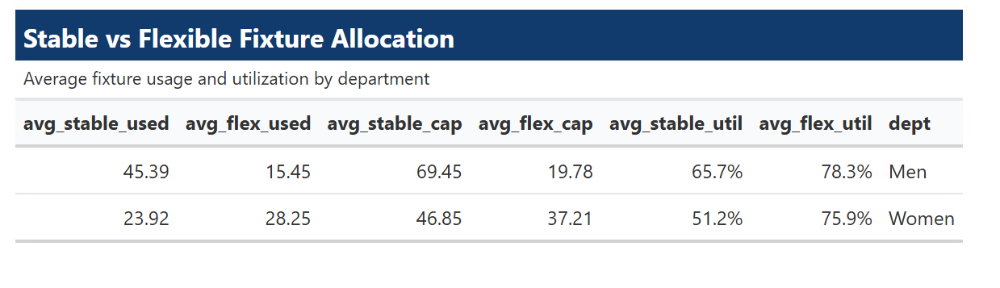 Stable vs Flexible Fixture Allocation
Average fixture usage and utilization by department
avg_stable_used avg_flex_used avg_stable_cap avg_flex_cap avg_stable_util avg_flex_util dept
45.39 15.45 69.45 19.78 65.7% 78.3% Men
23.92 28.25 46.85 37.21 51.2% 75.9% Women